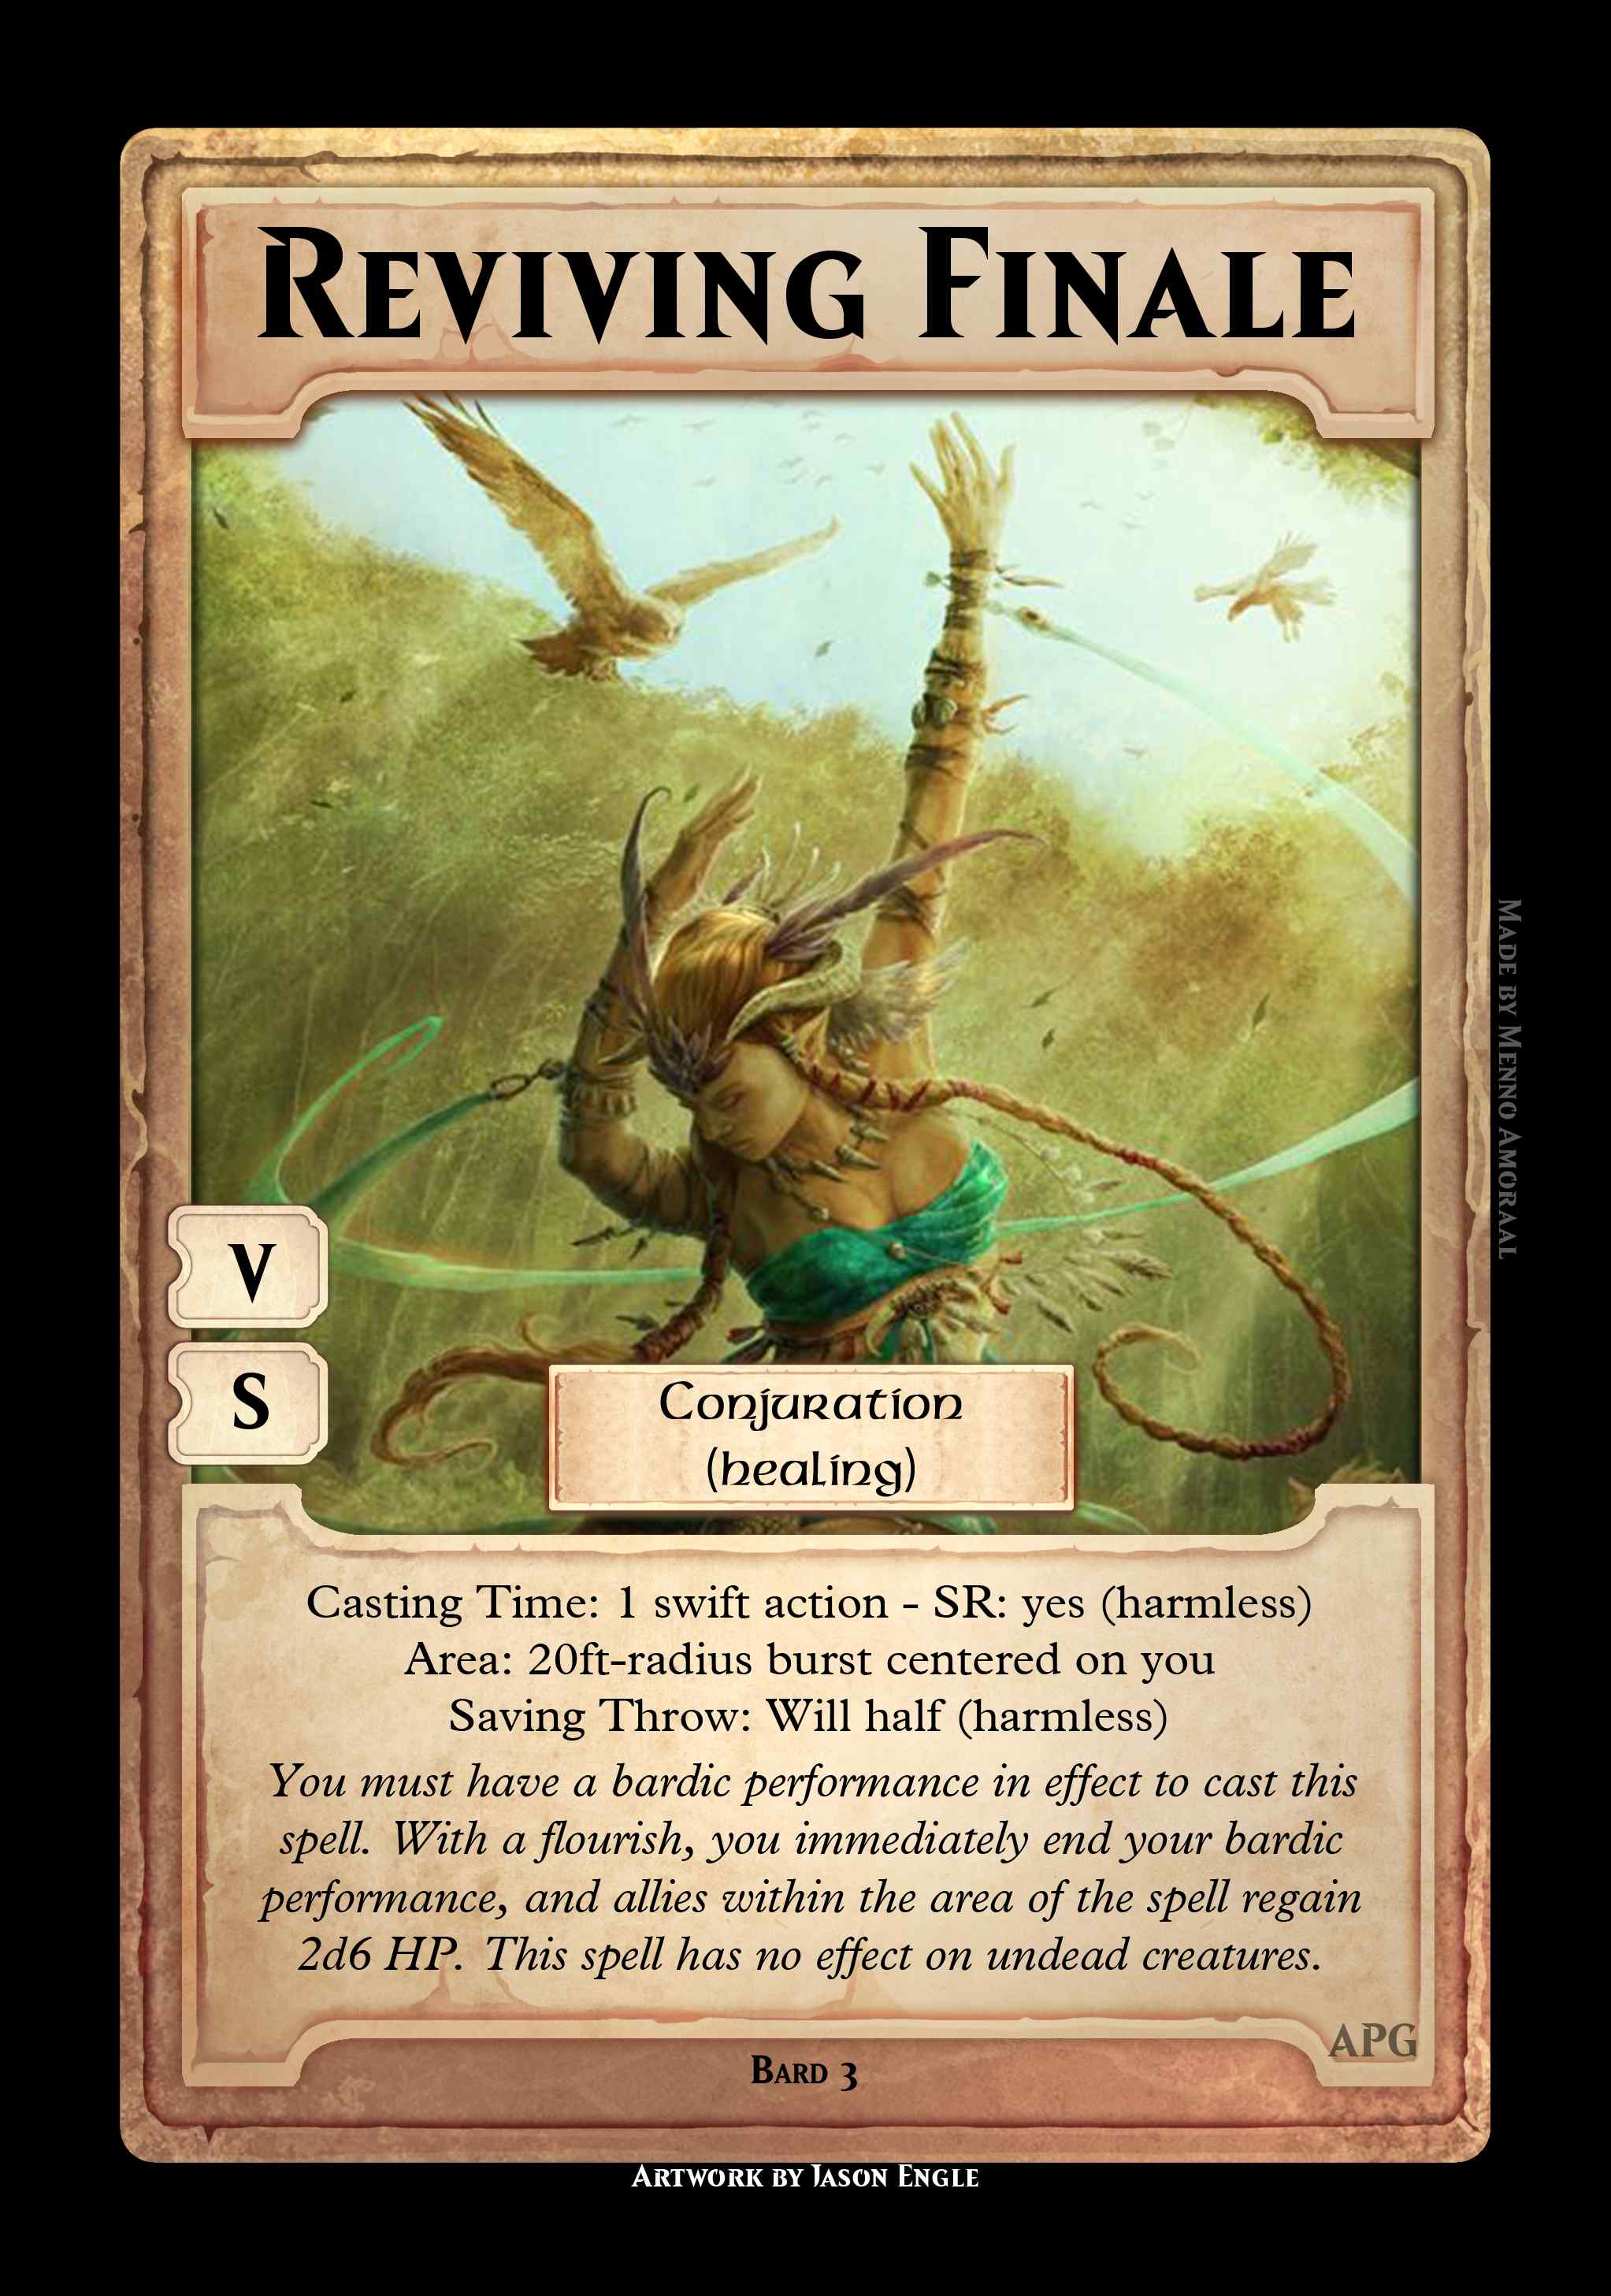 Reviving Finale
V
S
Conjuration
(healing)
Casting Time: 1 swift action - SR: yes (harmless)
Area: 20ft-radius burst centered on you
Saving Throw: Will half (harmless)
You must have a bardic performance in effect to cast this
spell. With a flourish, you immediately end your bardic
performance, and allies within the area of the spell regain
2d6 HP. This spell has no effect on undead creatures.
APG
Bard 3
Artwork by Jason Engle
Made by Menno Amoraal